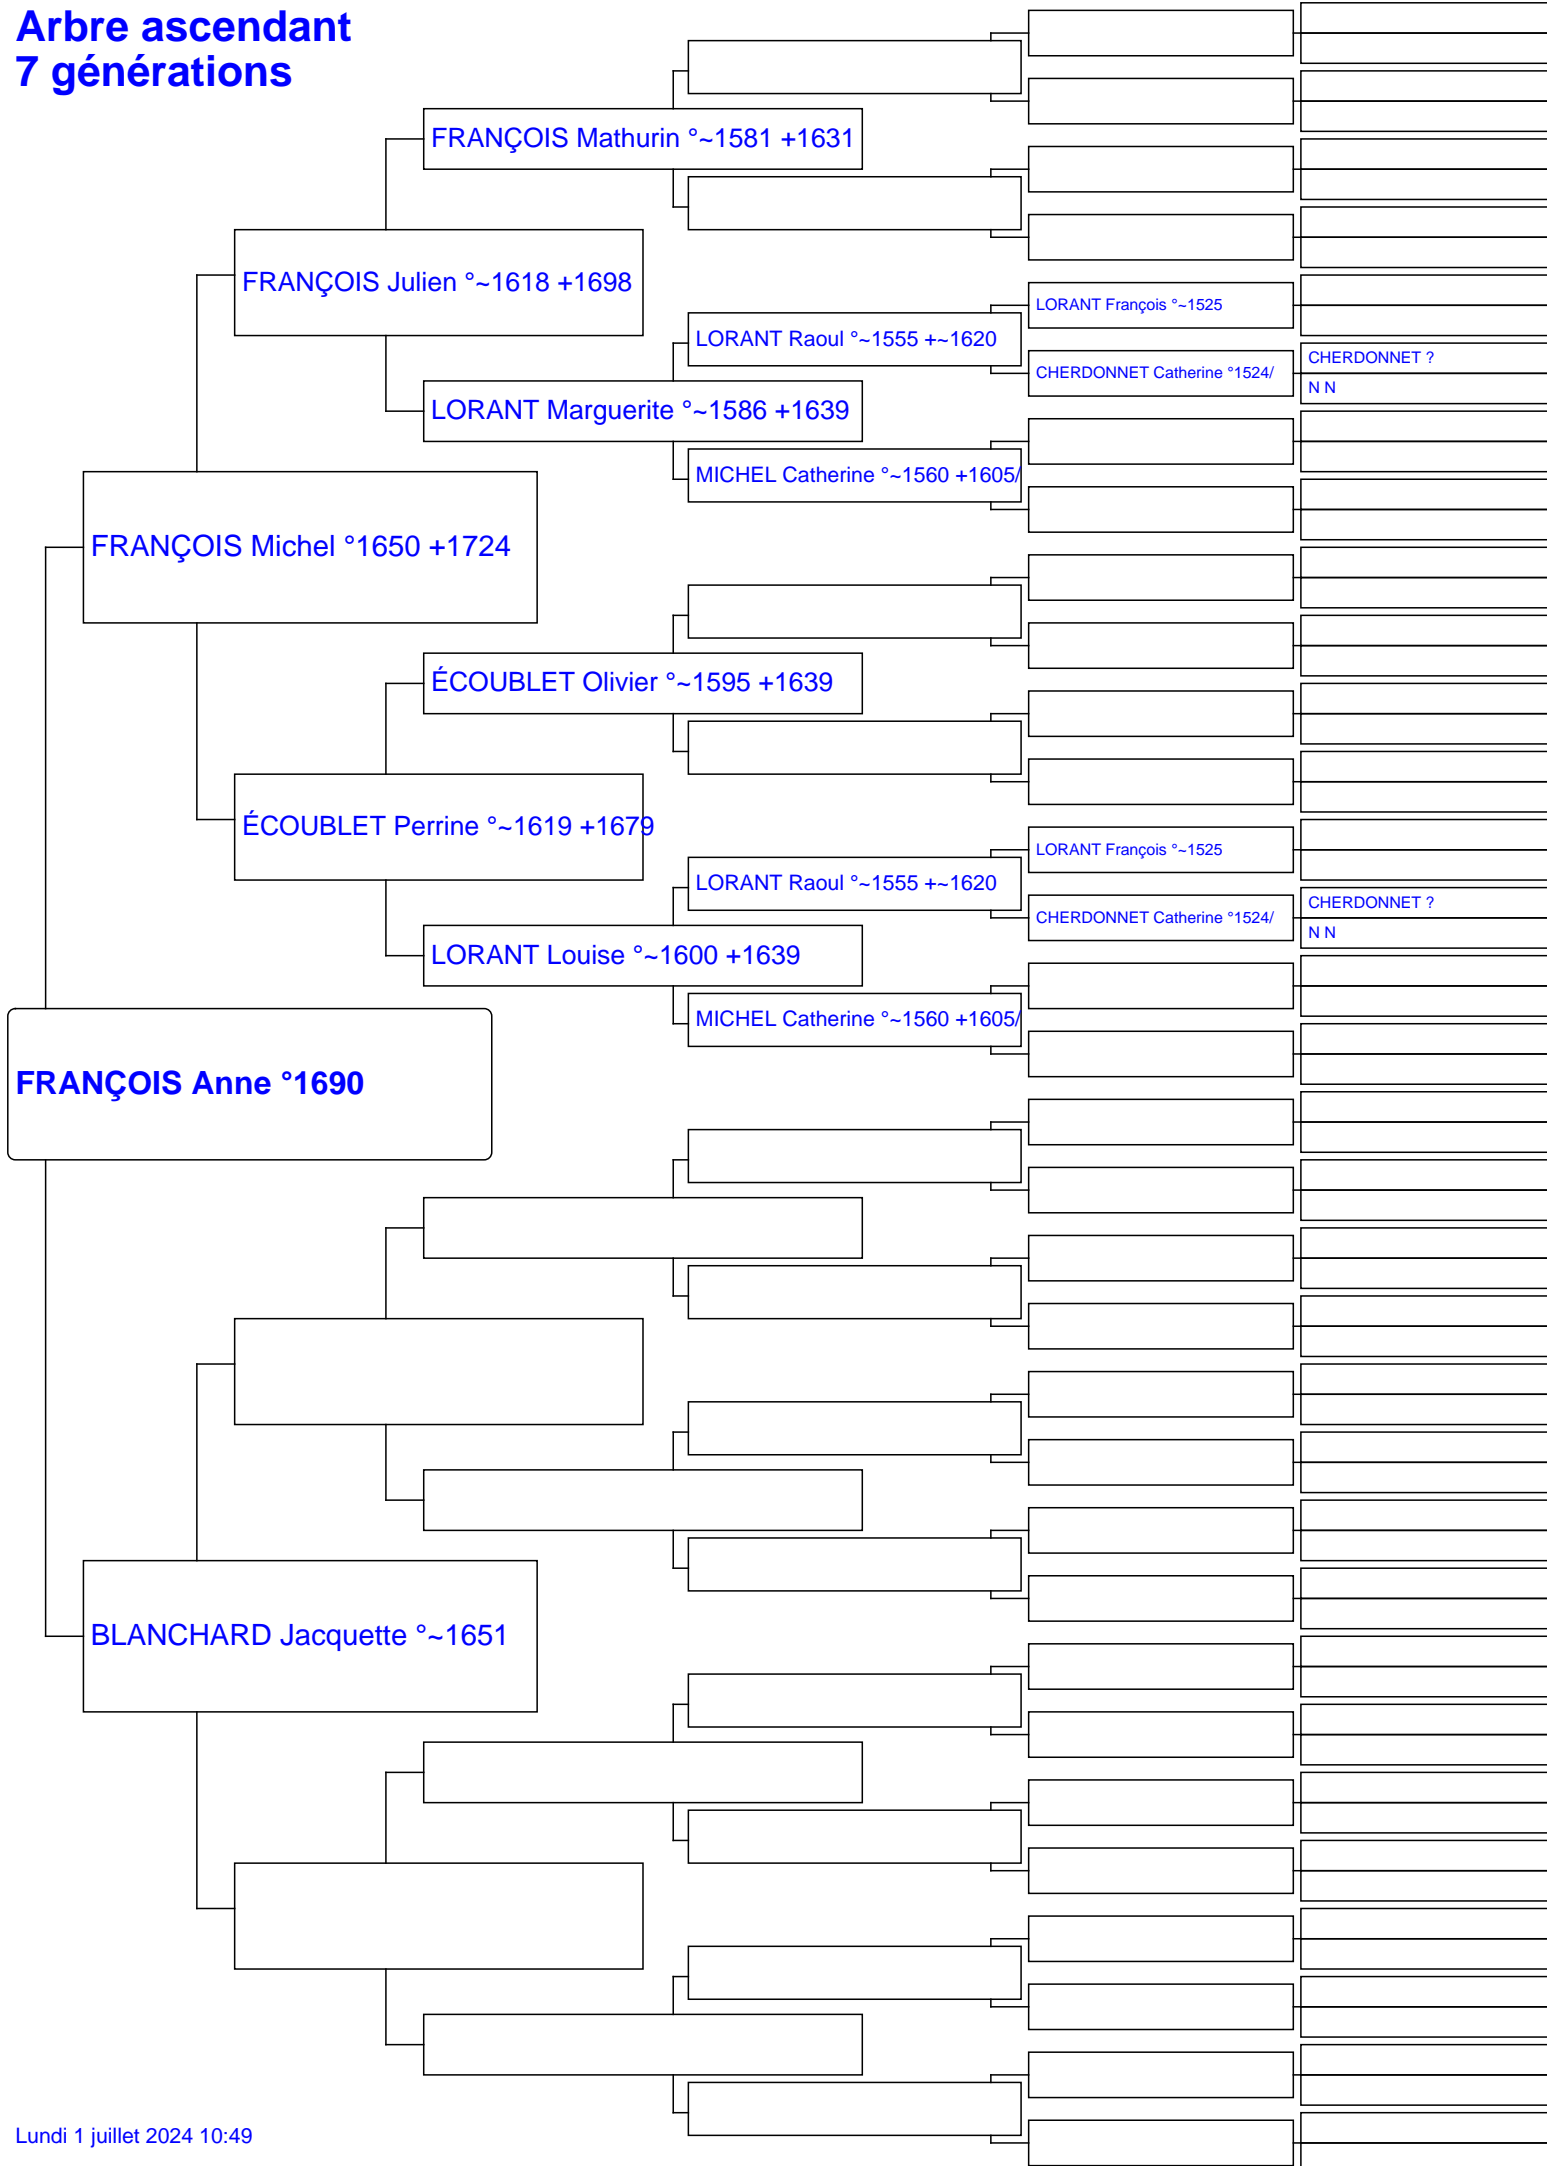 Arbre ascendant
7 générations
FRANÇOIS Mathurin °~1581 +1631
FRANÇOIS Julien °~1618 +1698
LORANT François °~1525
LORANT Raoul °~1555 +~1620
CHERDONNET ?
CHERDONNET Catherine °1524/
N N
LORANT Marguerite °~1586 +1639
MICHEL Catherine °~1560 +1605/
FRANÇOIS Michel °1650 +1724
ÉCOUBLET Olivier °~1595 +1639
ÉCOUBLET Perrine °~1619 +1679
LORANT François °~1525
LORANT Raoul °~1555 +~1620
CHERDONNET ?
CHERDONNET Catherine °1524/
N N
LORANT Louise °~1600 +1639
MICHEL Catherine °~1560 +1605/
FRANÇOIS Anne °1690
BLANCHARD Jacquette °~1651
Lundi 1 juillet 2024 10:49